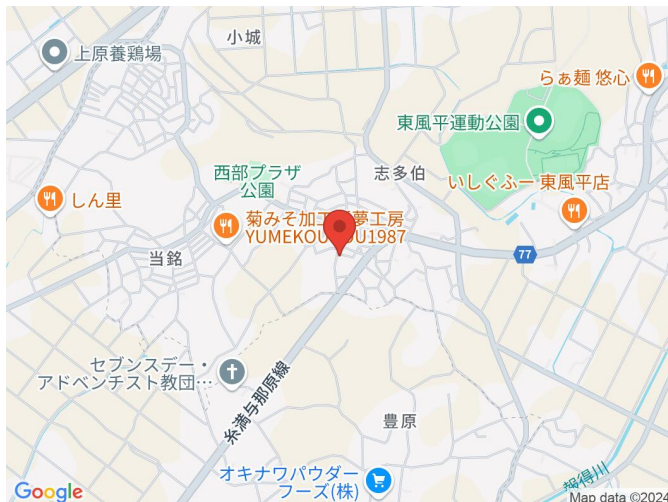 小城
上原養鶏場
らぁ麺 悠心
東風平運動公園
西部プラザ
公園
志多伯
いしぐふー 東風平店
しん里
菊みそ加工所夢工房
YUMEKOUBOU1987
当銘
77
セブンスデー・
アドベンチスト教団…
糸満与那原線
豊原
オキナワパウダー
フーズ(株)
報得川
Google
Map data ©2024